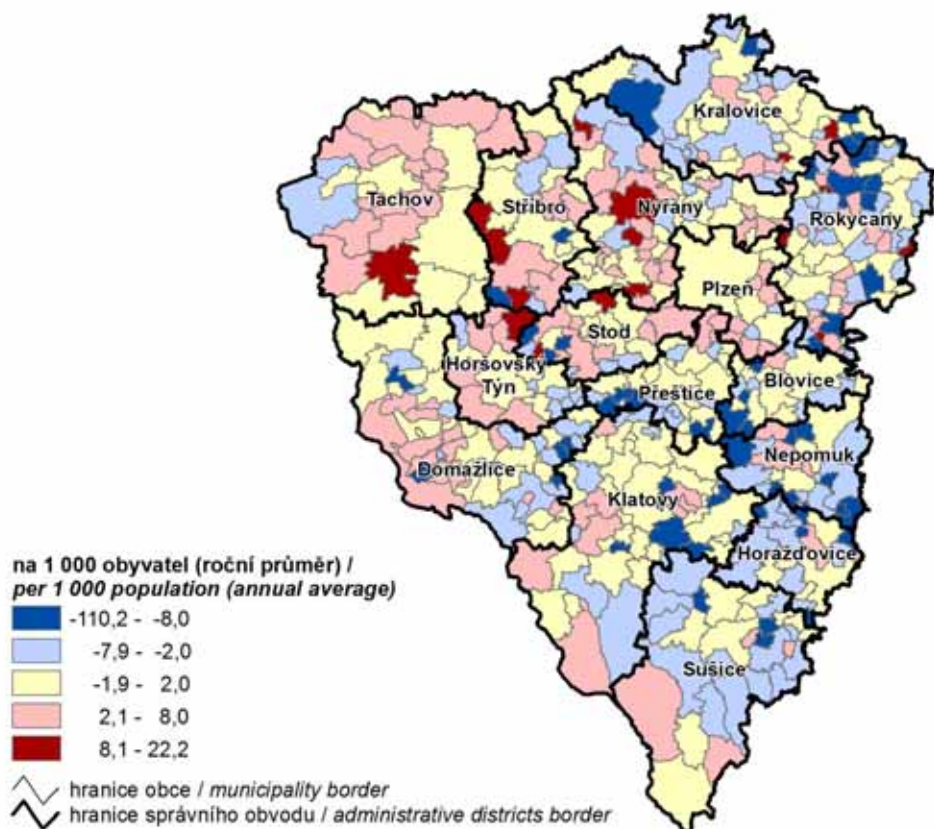 Kralovice
Tachov
Stříbro
Nýřany
Rokycany
Plzeň
Stod
Horšovský
Týn
Přeštice
Blovice
Domažlice
Nepomuk
Klatovy
Horažďovice
Sušice
na 1 000 obyvatel (roční průměr) /
per 1 000 population (annual average)
-110,2 - -8,0
-7,9 - -2,0
-1,9 - 2,0
2,1 - 8,0
8,1 - 22,2
hranice obce / municipality border
hranice správního obvodu / administrative districts border